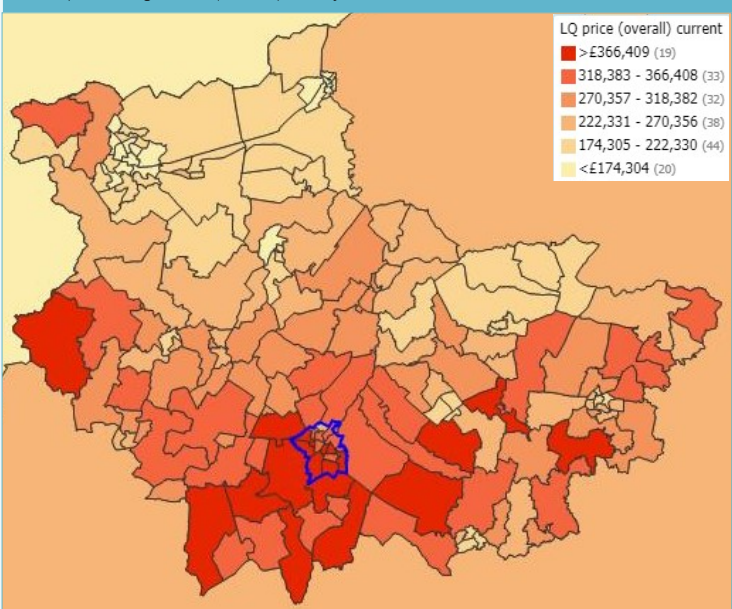 LQ price (overall) current
>£366,409 (19)
318,383 - 366,408 (33)
270,357 - 318,382 (32)
222,331 - 270,356 (38)
174,305 - 222,330 (44)
<£174,304 (20)